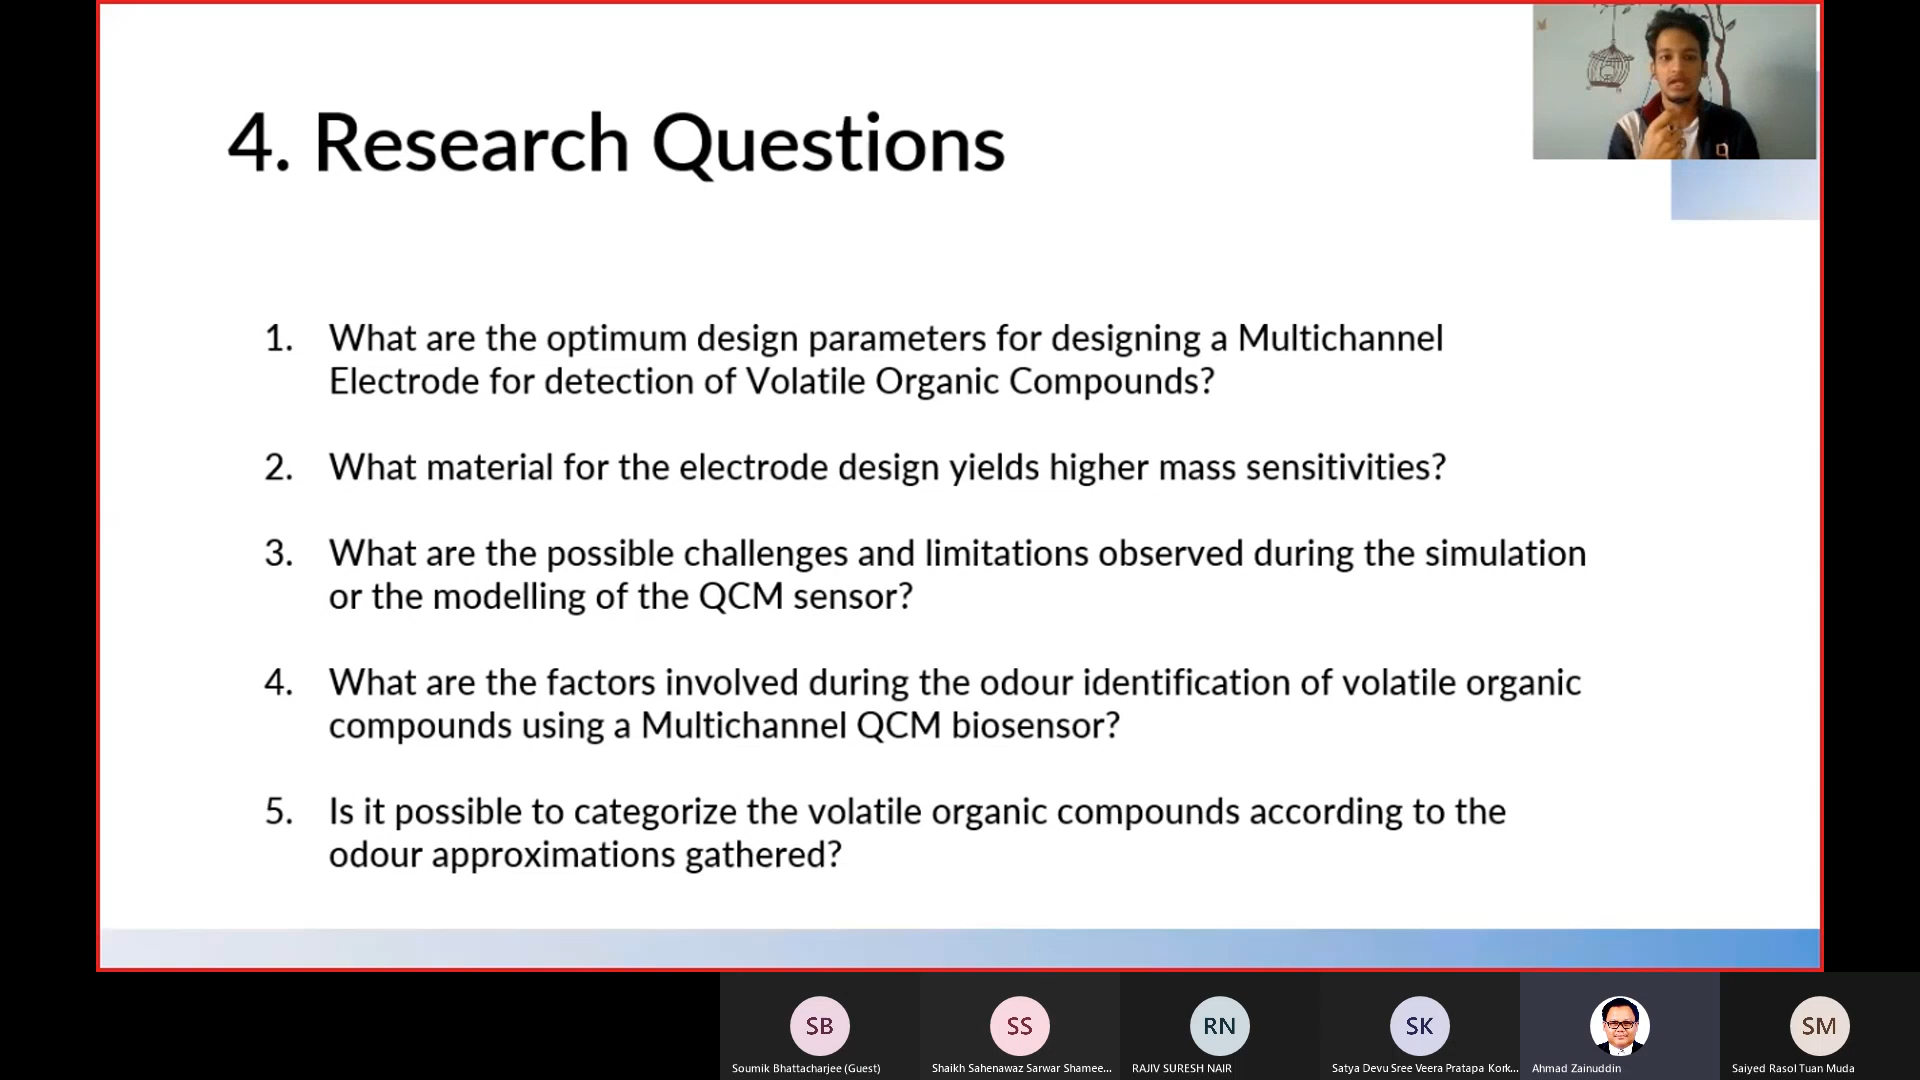 4. Research Questions
1. What are the optimum design parameters for designing a Multichannel
Electrode for detection of Volatile Organic Compounds?
2. What material for the electrode design yields higher mass sensitivities?
3. What are the possible challenges and limitations observed during the simulation
or the modelling of the QCM sensor?
4. What are the factors involved during the odour identification of volatile organic
compounds using a Multichannel QCM biosensor?
5. Is it possible to categorize the volatile organic compounds according to the
odour approximations gathered?
SB
SS
RN
SK
SM
Soumik Bhattacharjee (Guest)
Shaikh Sahenawaz Sarwar Shamee...
RAJIV SURESH NAIR
Satya Devu Sree Veera Pratapa Kork...
Ahmad Zainuddin
Saiyed Rasol Tuan Muda